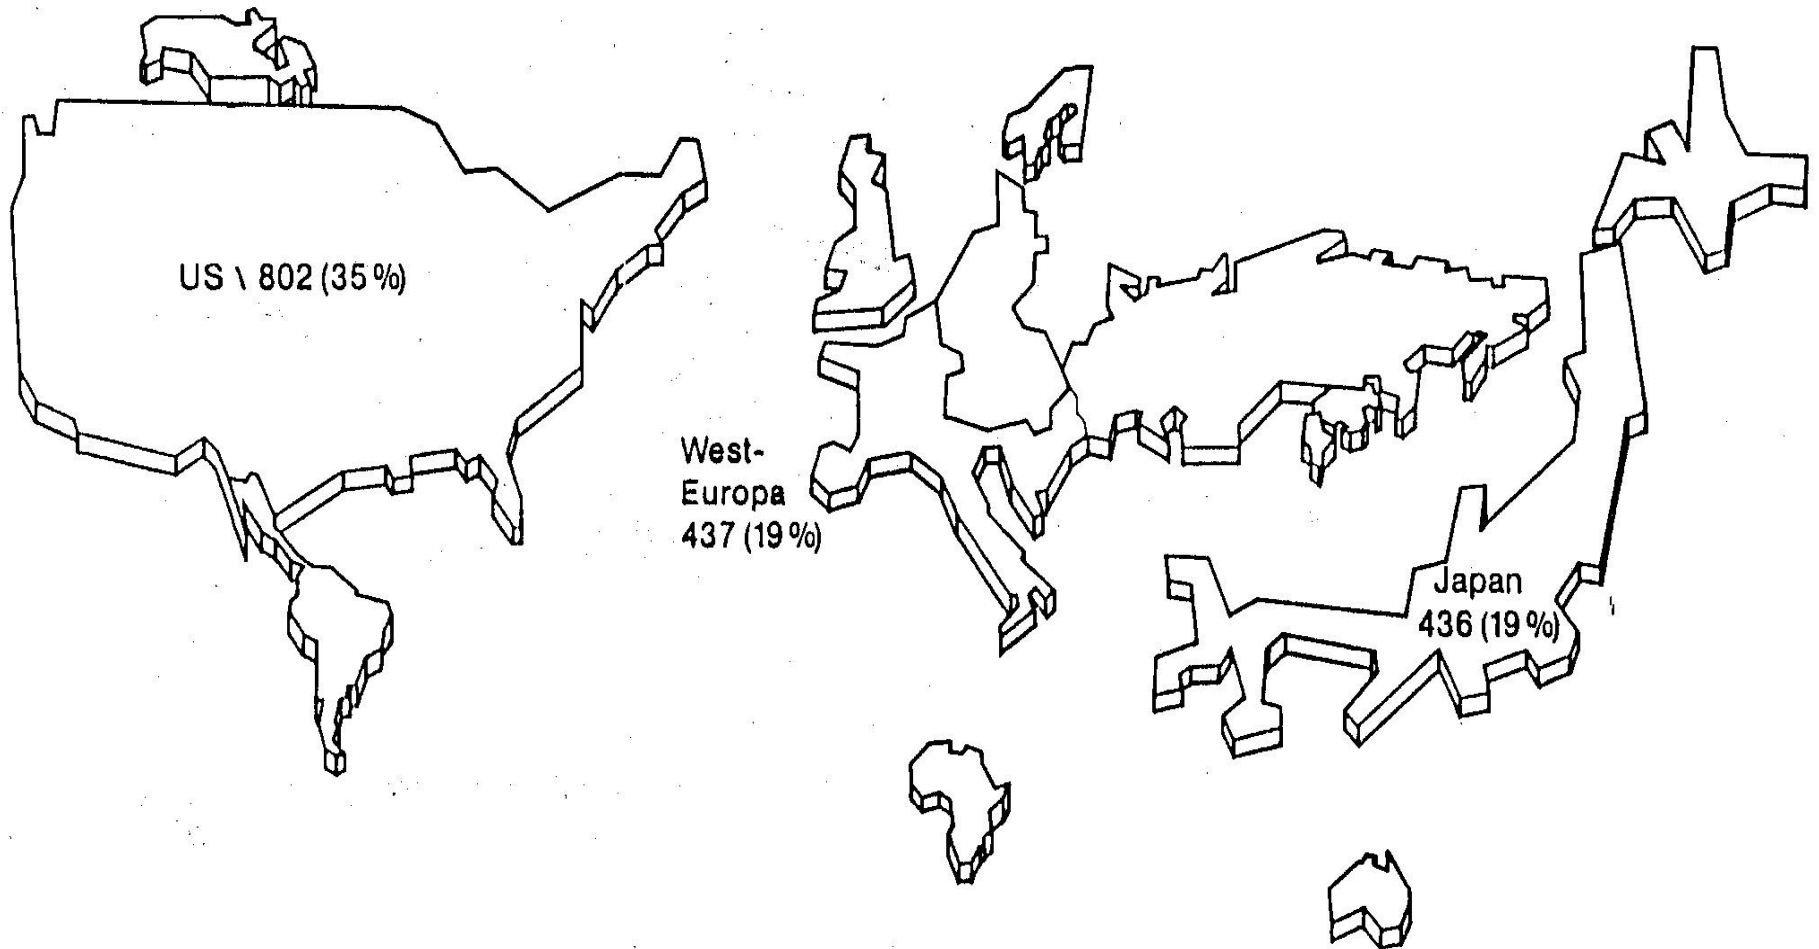 US \ 802 (35 %)
West-
Europa
437 (19 %)
Japan
436 (19 %)